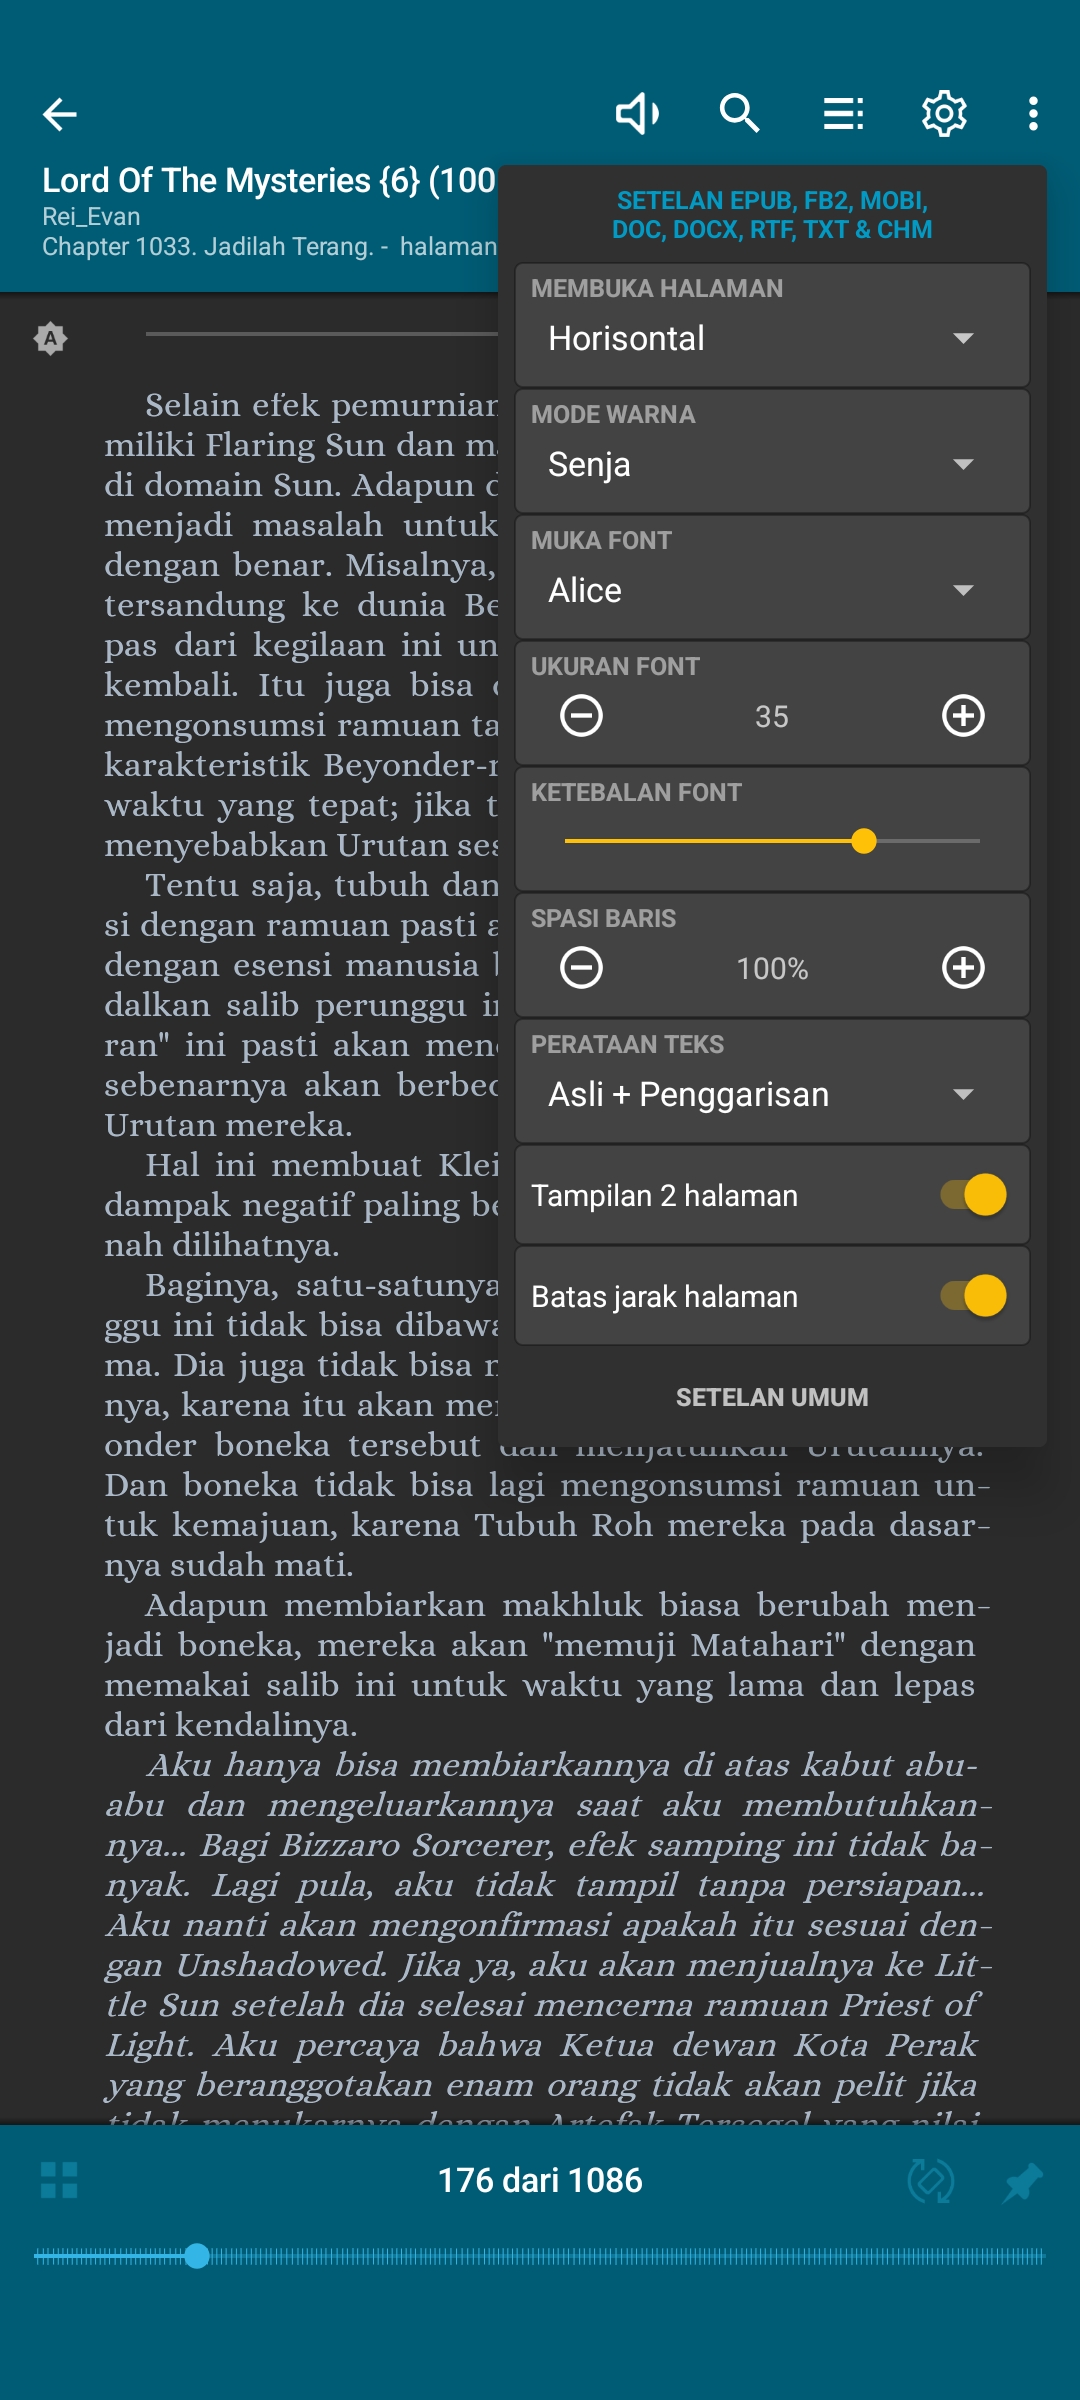 Lord Of The Mysteries {6} (100
Rei_Evan
Chapter 1033. Jadilah Terang. - halaman
SETELAN EPUB, FB2, MOBI,
DOC, DOCX, RTF, TXT & CHM
MEMBUKA HALAMAN
Horisontal
MODE WARNA
Senja
MUKA FONT
Alice
UKURAN FONT
35
KETEBALAN FONT
SPASI BARIS
100%
PERATAAN TEKS
Asli + Penggarisan
Tampilan 2 halaman
Batas jarak halaman
SETELAN UMUM
A
Selain efek pemurnian
miliki Flaring Sun dan
di domain Sun. Adapun
menjadi masalah untuk
dengan benar. Misalnya,
tersandung ke dunia
pas dari kegilaan ini
kembali. Itu juga bisa
mengonsumsi ramuan
karakteristik
waktu yang tepat; jika
menyebabkan Urutan
Tentu saja, tubuh dan
si dengan ramuan pasti
dengan esensi manusia
dalkan salib perunggu
ran" ini pasti akan
sebenarnya akan
Urutan mereka.
Hal ini membuat
dampak negatif paling
nah dilihatnya.
Baginya, satu-satunya
ggu ini tidak bisa
ma. Dia juga tidak bisa
nya, karena itu akan
onder boneka tersebut dan menjatuhkan Urutannya.
Dan boneka tidak bisa lagi mengonsumsi ramuan un-
tuk kemajuan, karena Tubuh Roh mereka pada dasar-
nya sudah mati.
Adapun membiarkan makhluk biasa berubah men-
jadi boneka, mereka akan "memuji Matahari" dengan
memakai salib ini untuk waktu yang lama dan lepas
dari kendalinya.
Aku hanya bisa membiarkannya di atas kabut abu-
abu dan mengeluarkannya saat aku membutuhkan-
nya... Bagi Bizzaro Sorcerer, efek samping ini tidak ba-
nyak. Lagi pula, aku tidak tampil tanpa persiapan...
Aku nanti akan mengonfirmasi apakah itu sesuai den-
gan Unshadowed. Jika ya, aku akan menjualnya ke Lit-
tle Sun setelah dia selesai mencerna ramuan Priest of
Light. Aku percaya bahwa Ketua dewan Kota Perak
yang beranggotakan enam orang tidak akan pelit jika
tidak menukarnya dengan Artefak Tersegel yang nilai
176 dari 1086